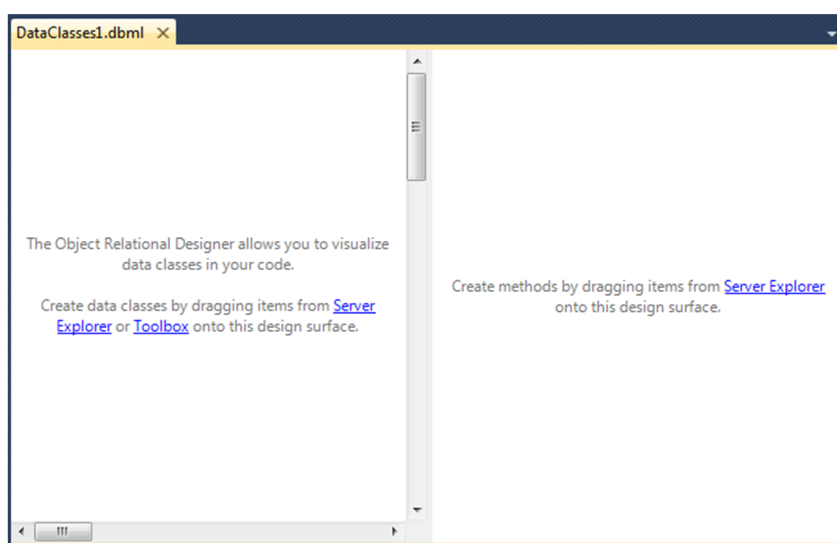 DataClasses1.dbml
The Object Relational Designer allows you to visualize
data classes in your code.
Create data classes by dragging items from Server
Explorer or Toolbox onto this design surface.
Create methods by dragging items from Server Explorer
onto this design surface.